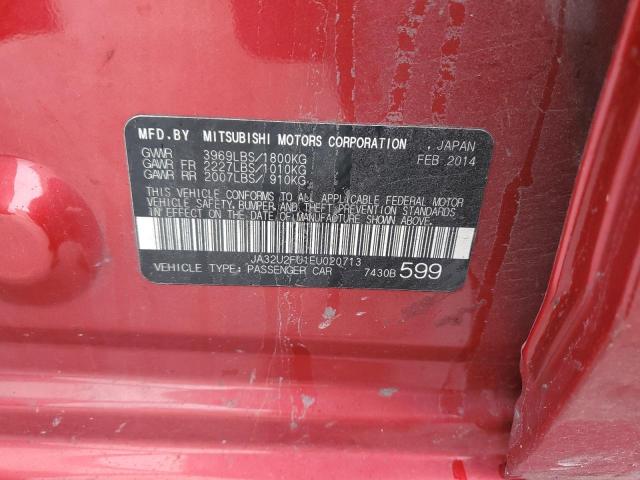 MFD.BY MITSUBISHI MOTORS CORPORATION , JAPAN
GVWR 3969LBS/1800KG FEB 2014
GAWR FR 2227LBS/1010KG
GAWR RR 2007LBS/ 910KG
THIS VEHICLE CONFORMS TO ALL APPLICABLE FEDERAL MOTOR
VEHICLE SAFETY, BUMPER, AND THEFT PREVENTION STANDARDS
IN EFFECT ON THE DATE OF MANUFACTURE SHOWN ABOVE.
JA32U2FU1EU020713
VEHICLE TYPE: PASSENGER CAR 7430B 599